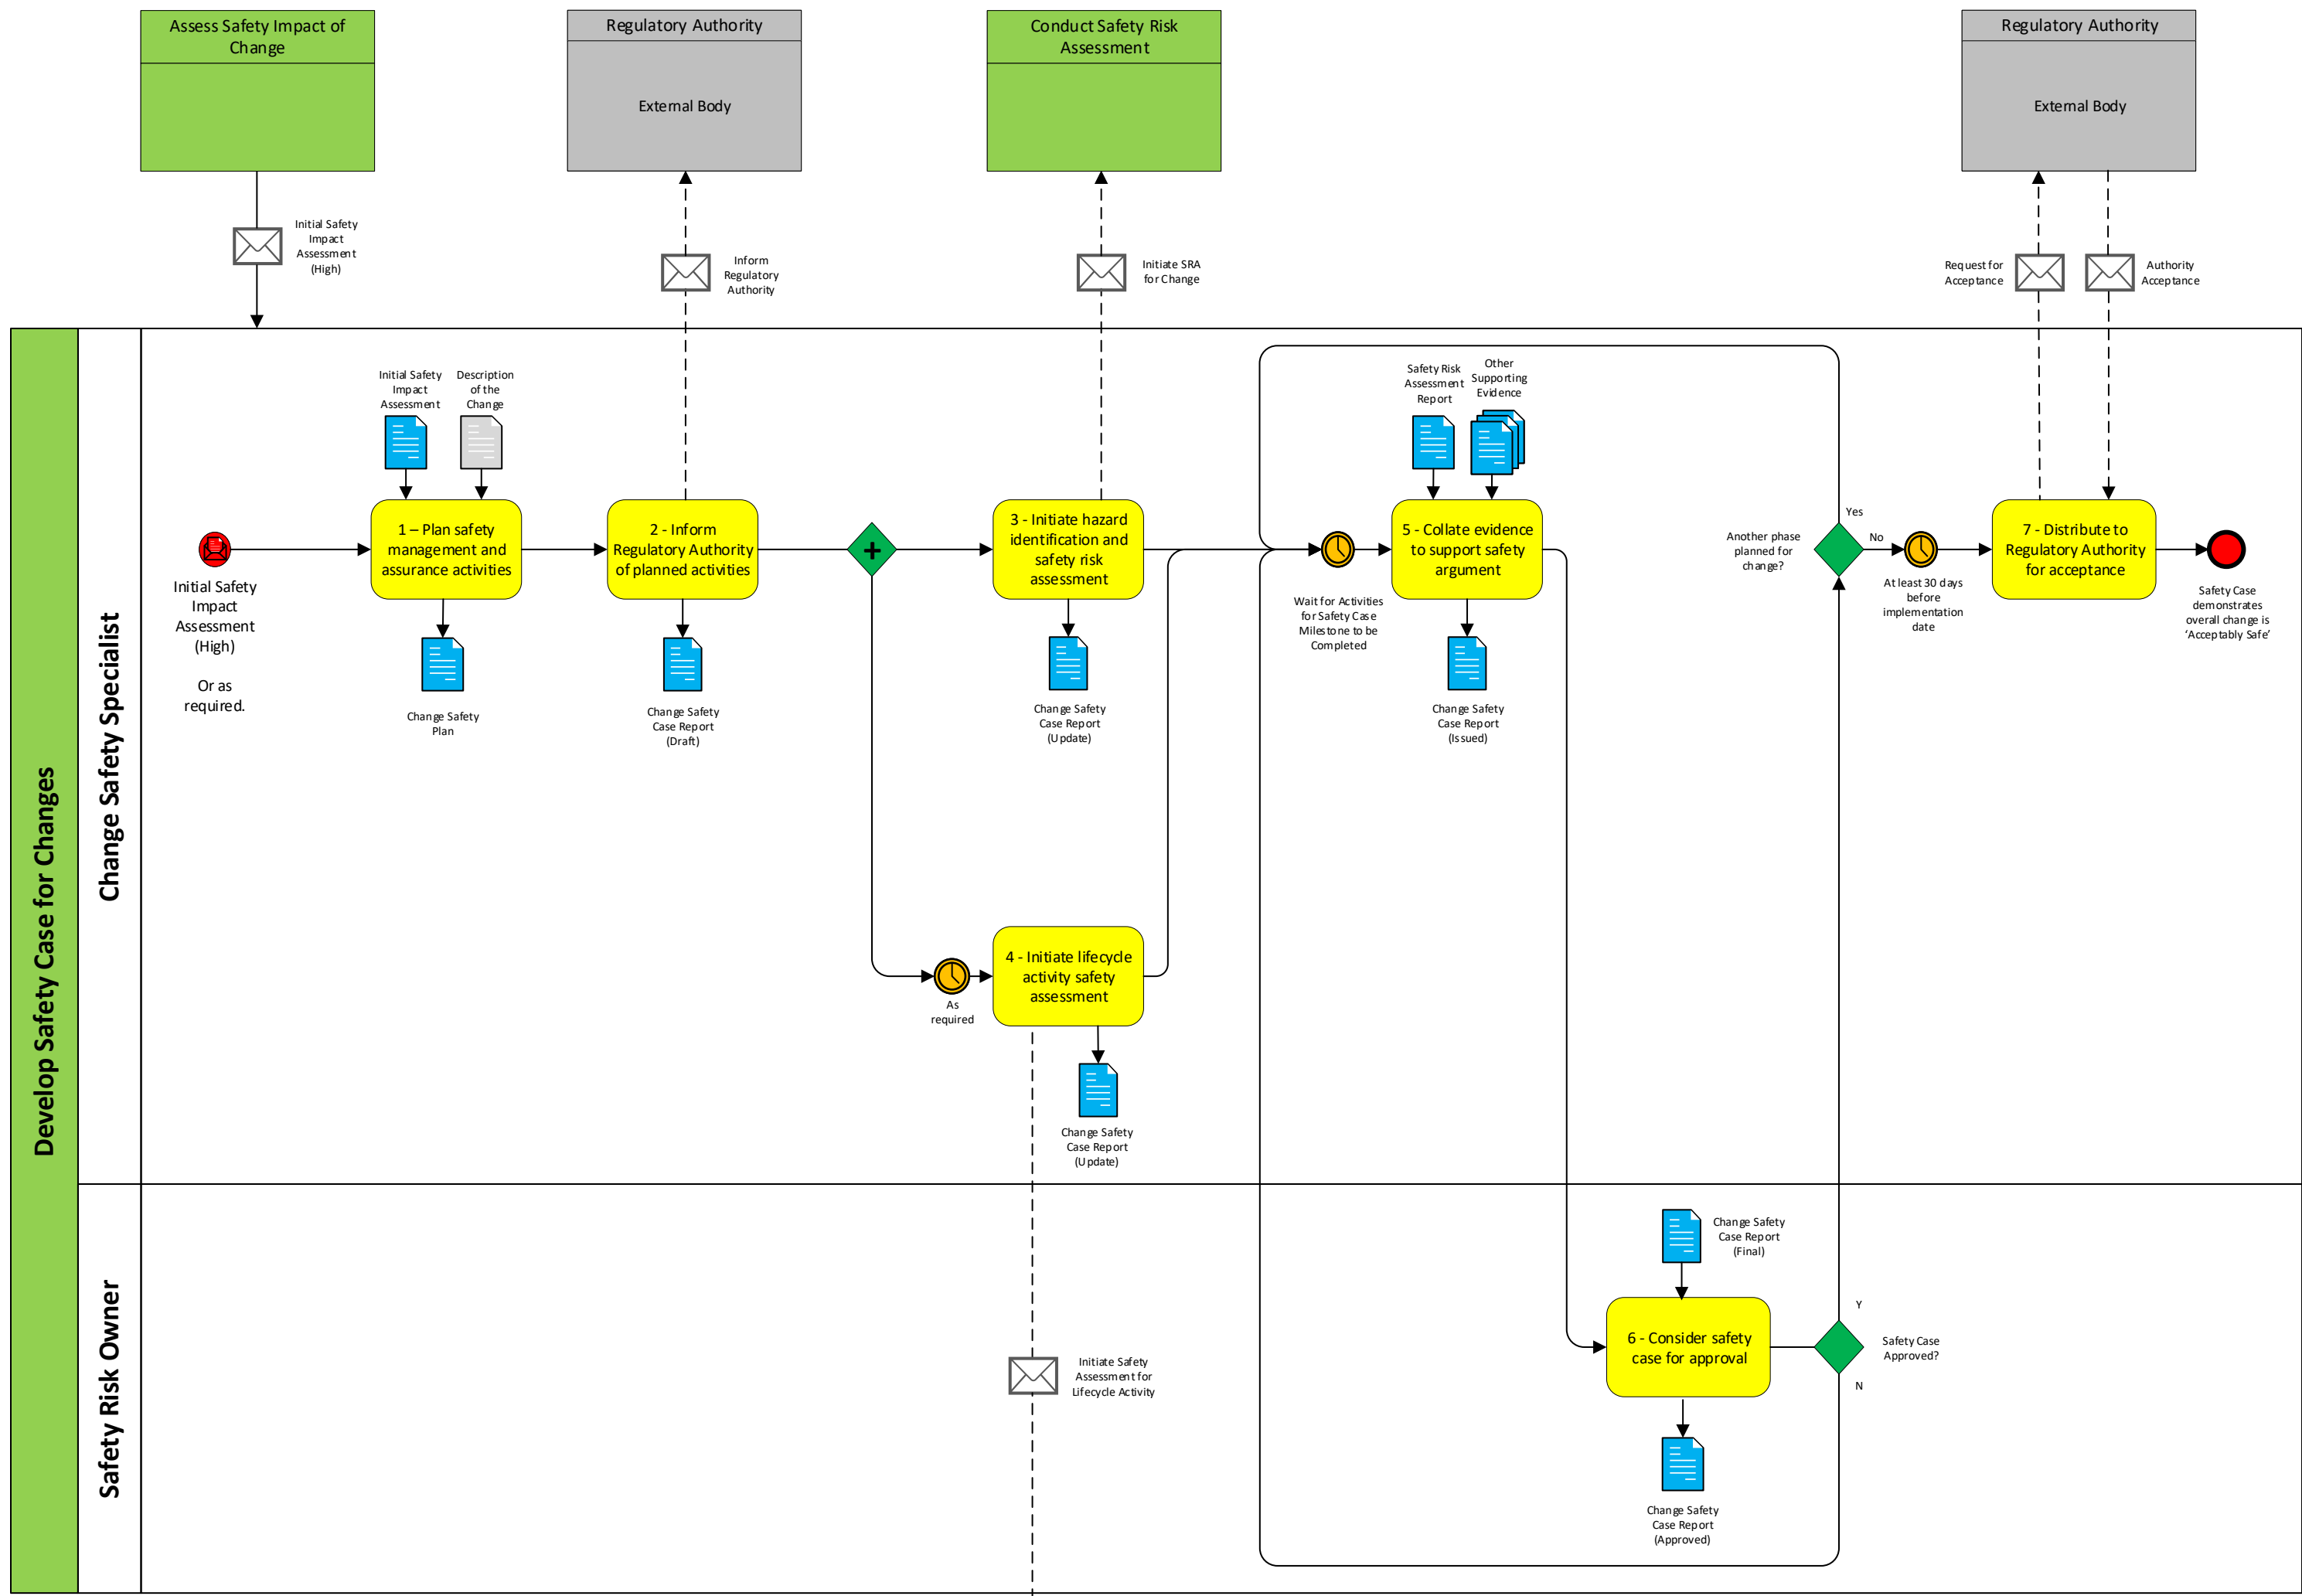 Assess Safety Impact of
Change
Regulatory Authority
External Body
Conduct Safety Risk
Assessment
Regulatory Authority
External Body
Initial Safety
Impact
Assessment
(High)
Inform
Regulatory
Authority
Initiate SRA
for Change
Request for
Acceptance
Authority
Acceptance
Develop Safety Case for Changes
Change Safety Specialist
Initial Safety
Impact
Assessment
(High)
Or as
required.
Initial Safety
Impact
Assessment
Description
of the
Change
1 – Plan safety
management and
assurance activities
Change Safety
Plan
2 - Inform
Regulatory Authority
of planned activities
Change Safety
Case Report
(Draft)
3 - Initiate hazard
identification and
safety risk
assessment
Change Safety
Case Report
(Update)
As
required
4 - Initiate lifecycle
activity safety
assessment
Change Safety
Case Report
(Update)
Wait for Activities
for Safety Case
Milestone to be
Completed
Safety Risk
Assessment
Report
Other
Supporting
Evidence
5 - Collate evidence
to support safety
argument
Change Safety
Case Report
(Issued)
Another phase
planned for
change?
Yes
No
At least 30 days
before
implementation
date
7 - Distribute to
Regulatory Authority
for acceptance
Safety Case
demonstrates
overall change is
‘Acceptably Safe’
Safety Risk Owner
Initiate Safety
Assessment for
Lifecycle Activity
Change Safety
Case Report
(Final)
6 - Consider safety
case for approval
Change Safety
Case Report
(Approved)
Y
Safety Case
Approved?
N